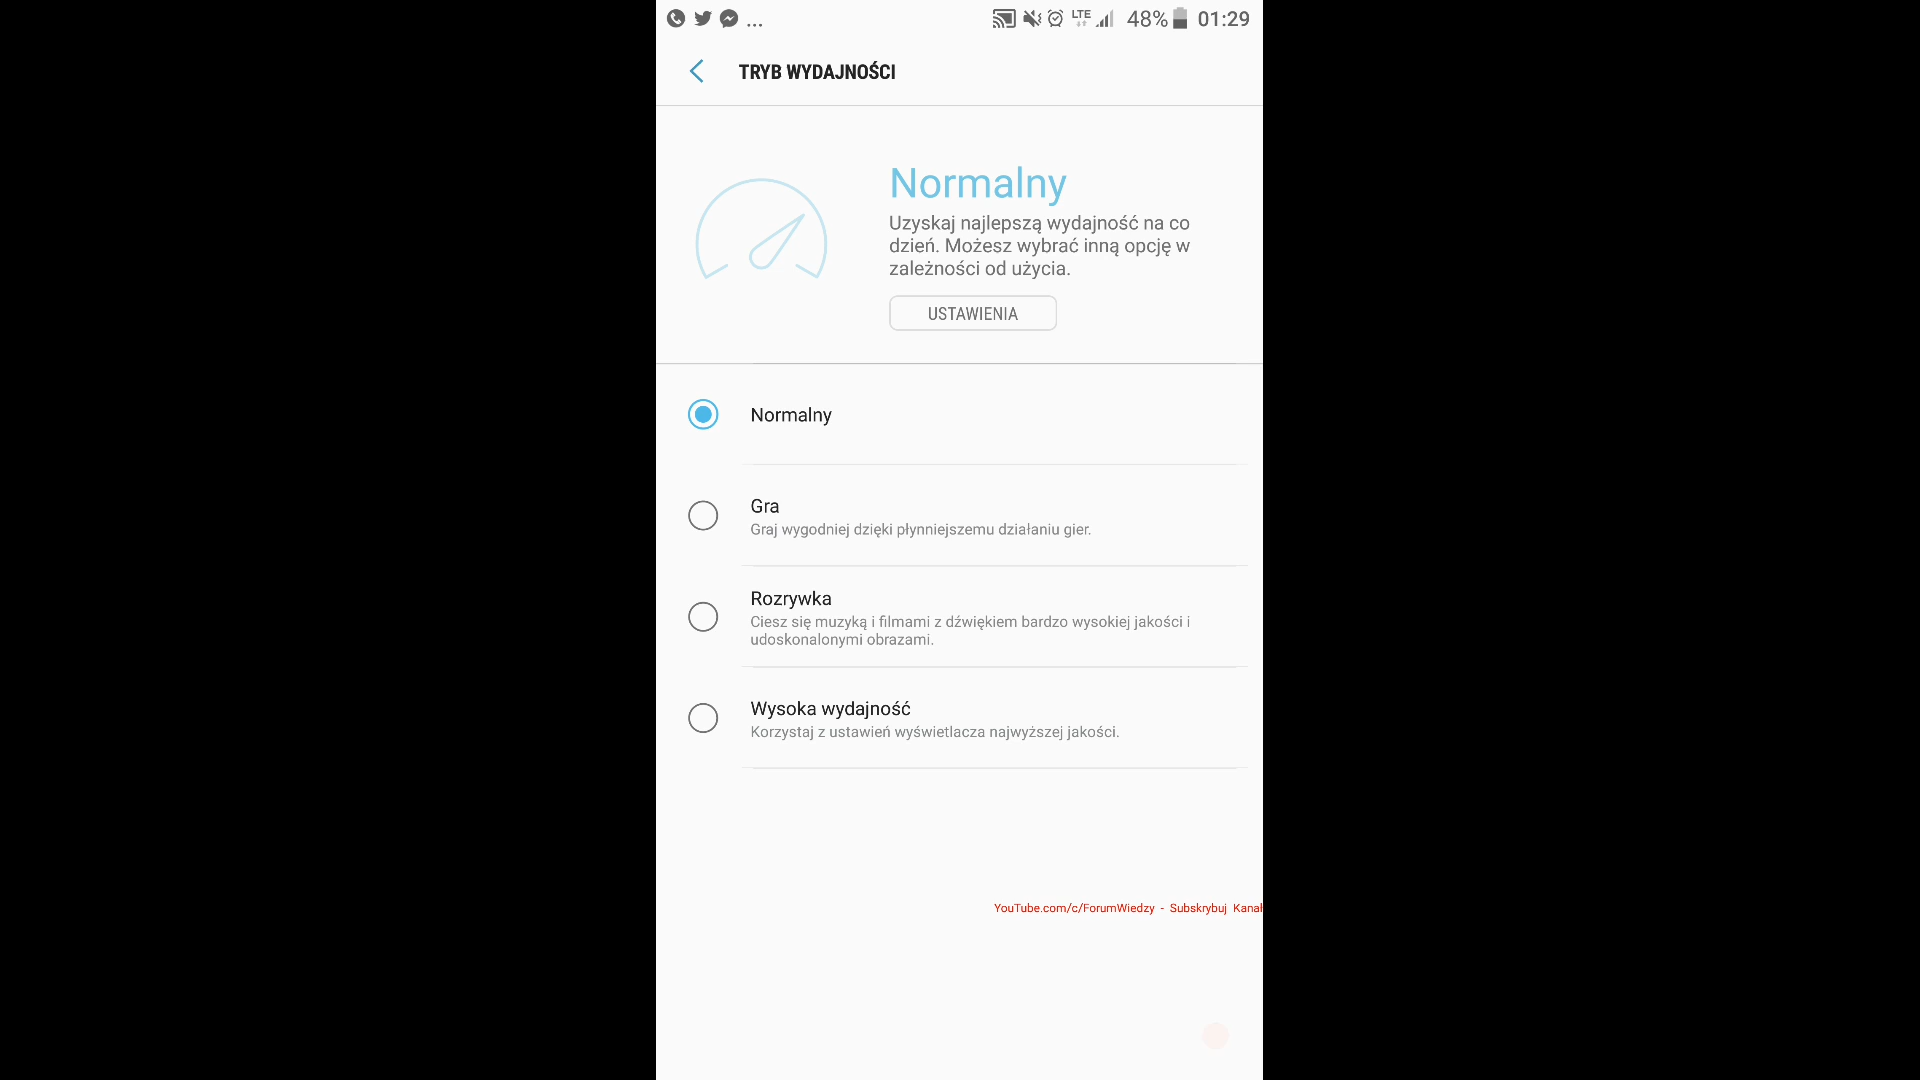 ... LTE 48% 01:29
TRYB WYDAJNOŚCI
Normalny
Uzyskaj najlepszą wydajność na co
dzień. Możesz wybrać inną opcję w
zależności od użycia.
USTAWIENIA
Normalny
Gra
Graj wygodniej dzięki płynniejszemu działaniu gier.
Rozrywka
Ciesz się muzyką i filmami z dźwiękiem bardzo wysokiej jakości i
udoskonalonymi obrazami.
Wysoka wydajność
Korzystaj z ustawień wyświetlacza najwyższej jakości.
YouTube.com/c/ForumWiedzy - Subskrybuj Kanał